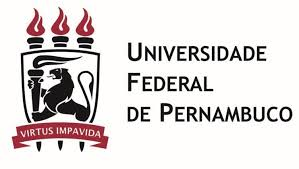 UNIVERSIDADE
FEDERAL
DE PERNAMBUCO
VIRTUS IMPAVIDA